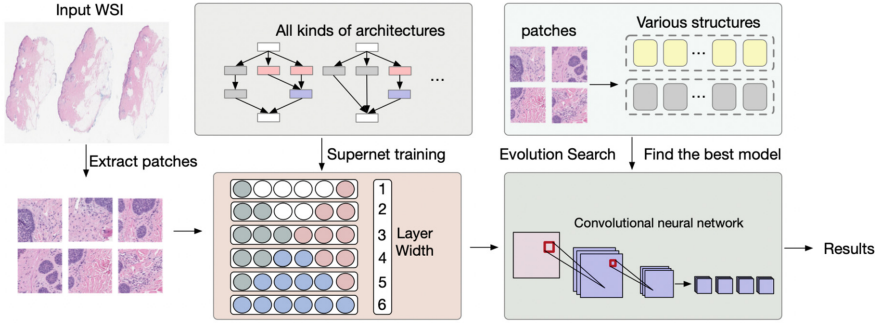 Input WSI
All kinds of architectures
...
patches
Various structures
...
...
Extract patches
Supernet training
Evolution Search
Find the best model
1
2
3
4
5
6
Layer
Width
Convolutional neural network
Results